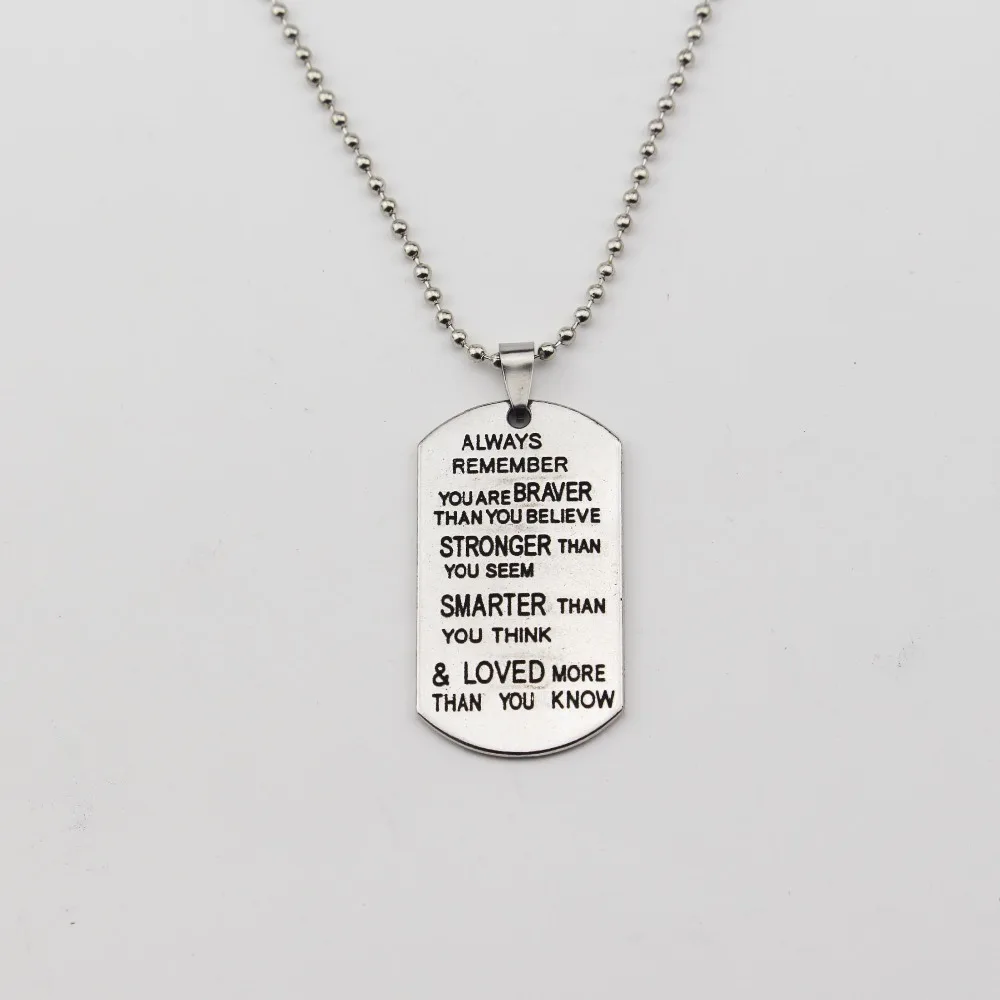 ALWAYS
REMEMBER
YOU ARE BRAVER
THAN YOU BELIEVE
STRONGER THAN
YOU SEEM
SMARTER THAN
YOU THINK
& LOVED MORE
THAN YOU KNOW